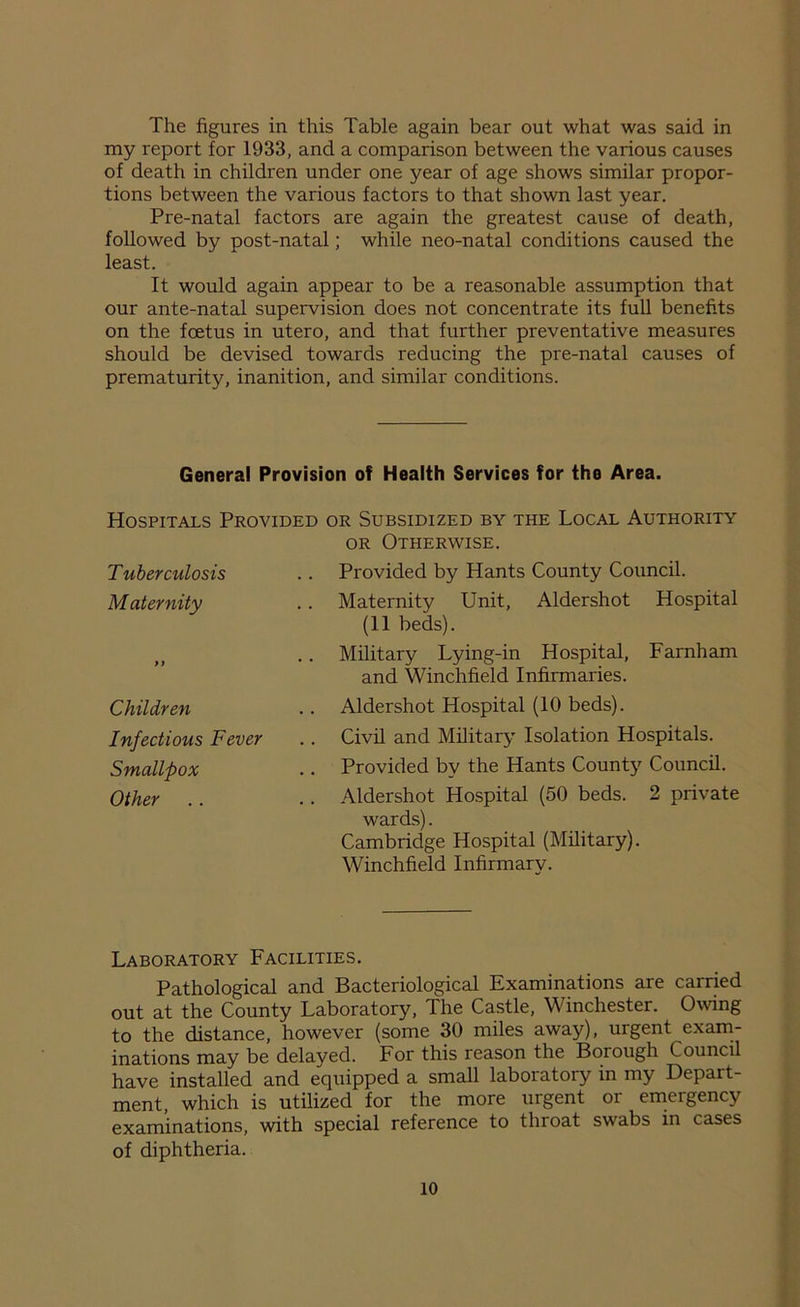 The figures in this Table again bear out what was said in
my report for 1933, and a comparison between the various causes
of death in children under one year of age shows similar propor-
tions between the various factors to that shown last year.
Pre-natal factors are again the greatest cause of death,
followed by post-natal; while neo-natal conditions caused the
least.
It would again appear to be a reasonable assumption that
our ante-natal supervision does not concentrate its full benefits
on the fœtus in utero, and that further preventative measures
should be devised towards reducing the pre-natal causes of
prematurity, inanition, and similar conditions.
General Provision of Health Services for the Area.
Hospitals Provided or Subsidized by the Local Authority
or Otherwise.
Tuberculosis .. Provided by Hants County Council.
Maternity .. Maternity Unit, Aldershot Hospital
(11 beds).
,, .. Military Lying-in Hospital, Farnham
and Winchfield Infirmaries.
Children .. Aldershot Hospital (10 beds).
Infectious Fever .. Civil and Military Isolation Hospitals.
Smallpox .. Provided by the Hants County Council.
Other .. .. Aldershot Hospital (50 beds. 2 private
wards).
Cambridge Hospital (Military).
Winchfield Infirmary.
Laboratory Facilities.
Pathological and Bacteriological Examinations are carried
out at the County Laboratory, The Castle, Winchester. Owing
to the distance, however (some 30 miles away), urgent exam-
inations may be delayed. For this reason the Borough Council
have installed and equipped a small laboratory in my Depart-
ment, which is utilized for the more urgent or emergency
examinations, with special reference to throat swabs in cases
of diphtheria.
10